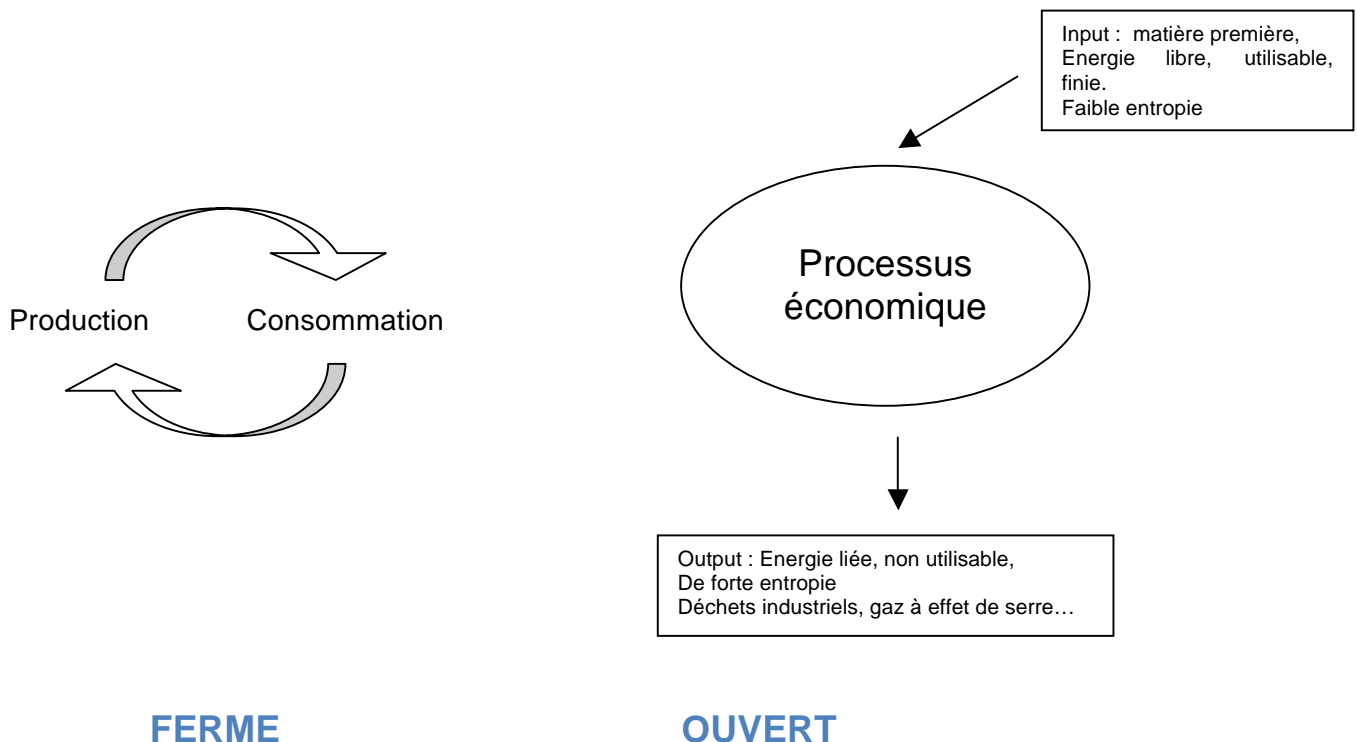 Input : matière première,
Energie libre, utilisable,
finie.
Faible entropie
Processus
économique
Production Consommation
Output : Energie liée, non utilisable,
De forte entropie
Déchets industriels, gaz à effet de serre…
FERME OUVERT